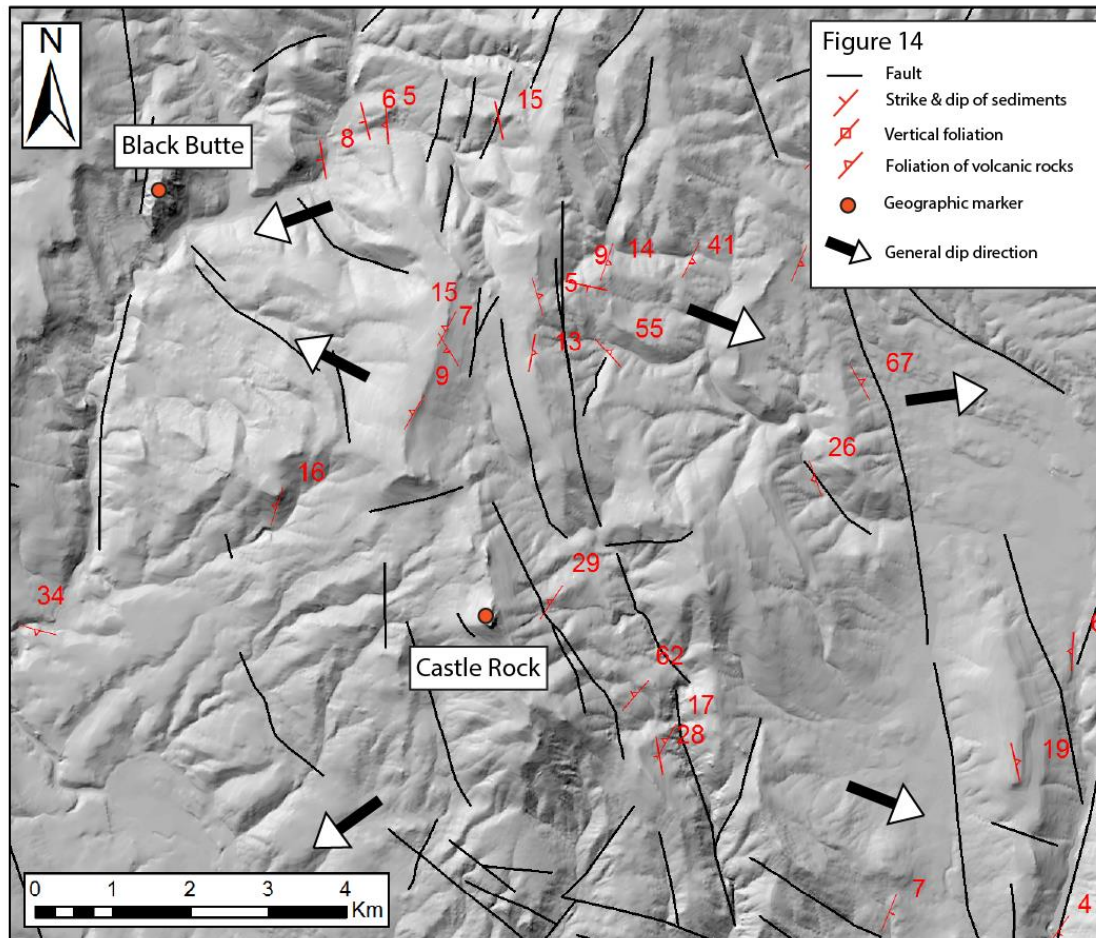 N
Figure 14
Fault
Strike & dip of sediments
Vertical foliation
Foliation of volcanic rocks
Geographic marker
General dip direction
Black Butte
6 5
15
8
9 14 41
15
5
7
13 55
9
67
26
16
29
34
Castle Rock
62
6
17
28
19
7
4
0 1 2 3 4
Km